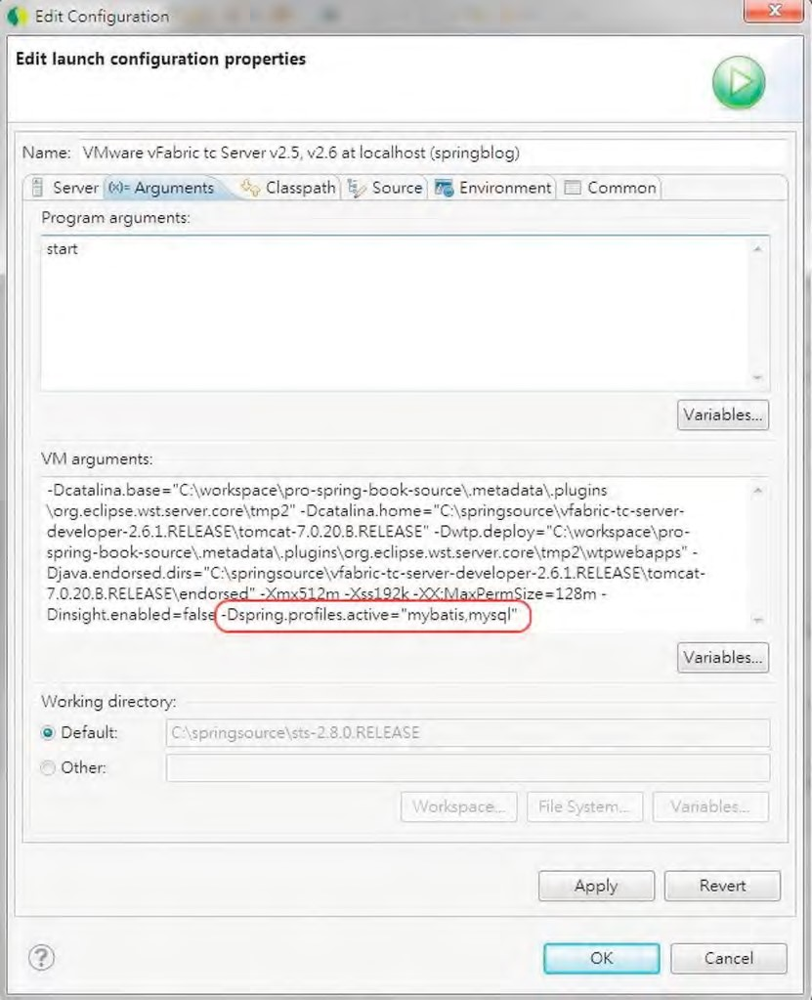 Edit Configuration
Edit launch configuration properties
Name: VMware vFabric tc Server v2.5, v2.6 at localhost (springblog)
Server (x)= Arguments Classpath Source Environment Common
Program arguments:
start
Variables...
VM arguments:
-Dcatalina.base="C:\workspace\pro-spring-book-source\.metadata\.plugins
\org.eclipse.wst.server.core\tmp2" -Dcatalina.home="C:\springsource\vfabric-tc-server-
developer-2.6.1.RELEASE\tomcat-7.0.20.B.RELEASE" -Dwtp.deploy="C:\workspace\pro-
spring-book-source\.metadata\.plugins\org.eclipse.wst.server.core\tmp2\wtpwebapps" -
Djava.endorsed.dirs="C:\springsource\vfabric-tc-server-developer-2.6.1.RELEASE\tomcat-
7.0.20.B.RELEASE\endorsed" -Xmx512m -Xss192k -XX:MaxPermSize=128m -
Dinsight.enabled=false -Dspring.profiles.active="mybatis,mysql"
Variables...
Working directory:
Default: C:\springsource\sts-2.8.0.RELEASE
Other:
Workspace... File System... Variables...
Apply Revert
? OK Cancel